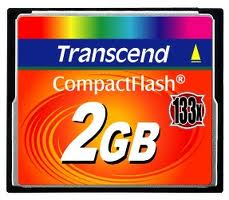 Transcend
CompactFlash®
133x
2GB